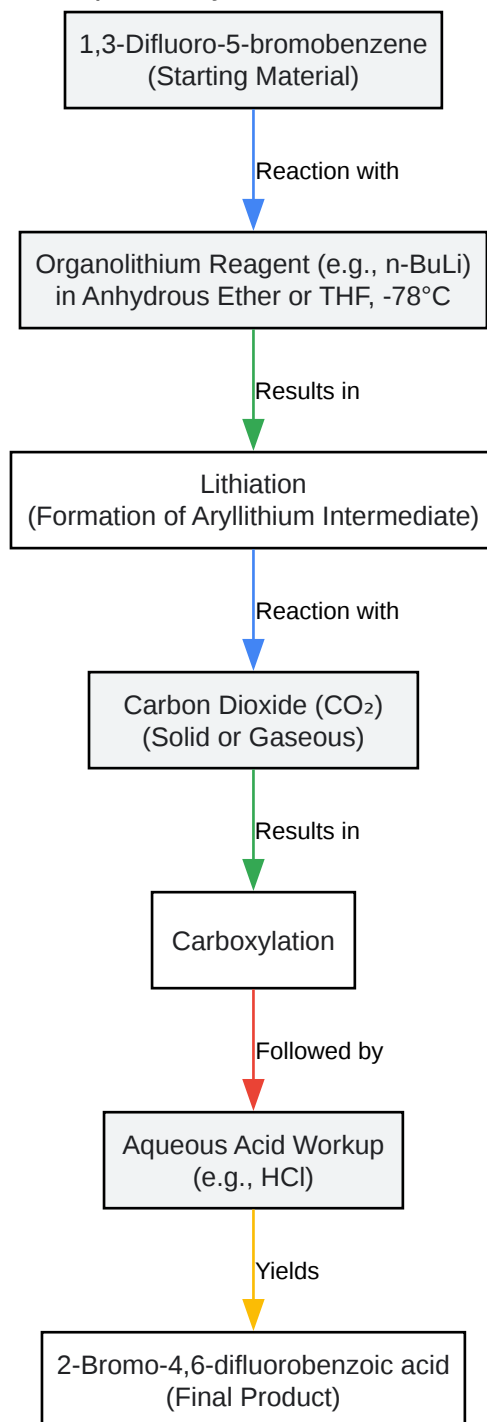 1,3-Difluoro-5-bromobenzene
(Starting Material)
Reaction with
Organolithium Reagent (e.g., n-BuLi)
in Anhydrous Ether or THF, -78°C
Results in
Lithiation
(Formation of Aryllithium Intermediate)
Reaction with
Carbon Dioxide (CO₂)
(Solid or Gaseous)
Results in
Carboxylation
Followed by
Aqueous Acid Workup
(e.g., HCl)
Yields
2-Bromo-4,6-difluorobenzoic acid
(Final Product)